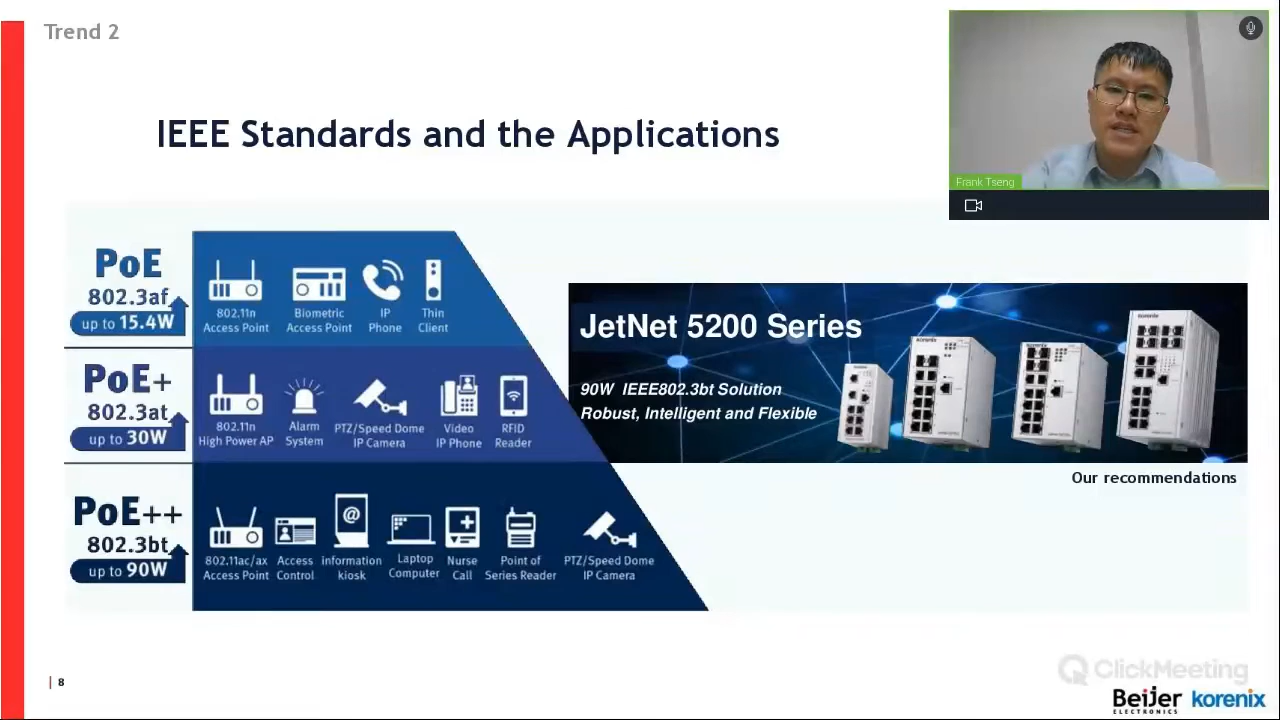 Trend 2
IEEE Standards and the Applications
Frank Tseng
PoE
802.3af
up to 15.4W
802.11n
Access Point
Biometric
Access Point
IP
Phone
Thin
Client
PoE+
802.3at
up to 30W
802.11n
High Power AP
Alarm
System
PTZ/Speed Dome
IP Camera
Video
IP Phone
RFID
Reader
PoE++
802.3bt
up to 90W
802.11ac/ax
Access Point
Access
Control
@
information
kiosk
Laptop
Computer
Nurse
Call
Point of
Series Reader
PTZ/Speed Dome
IP Camera
JetNet 5200 Series
90W IEEE802.3bt Solution
Robust, Intelligent and Flexible
korenix
korenix
korenix
Our recommendations
8
ClickMeeting
Beijer
ELECTRONICS
korenix